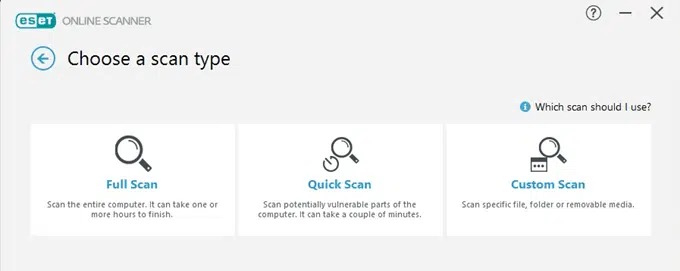 eset ONLINE SCANNER
?
Choose a scan type
i Which scan should I use?
Full Scan
Scan the entire computer. It can take one or
more hours to finish.
Quick Scan
Scan potentially vulnerable parts of the
computer. It can take a couple of minutes.
Custom Scan
Scan specific file, folder or removable media.